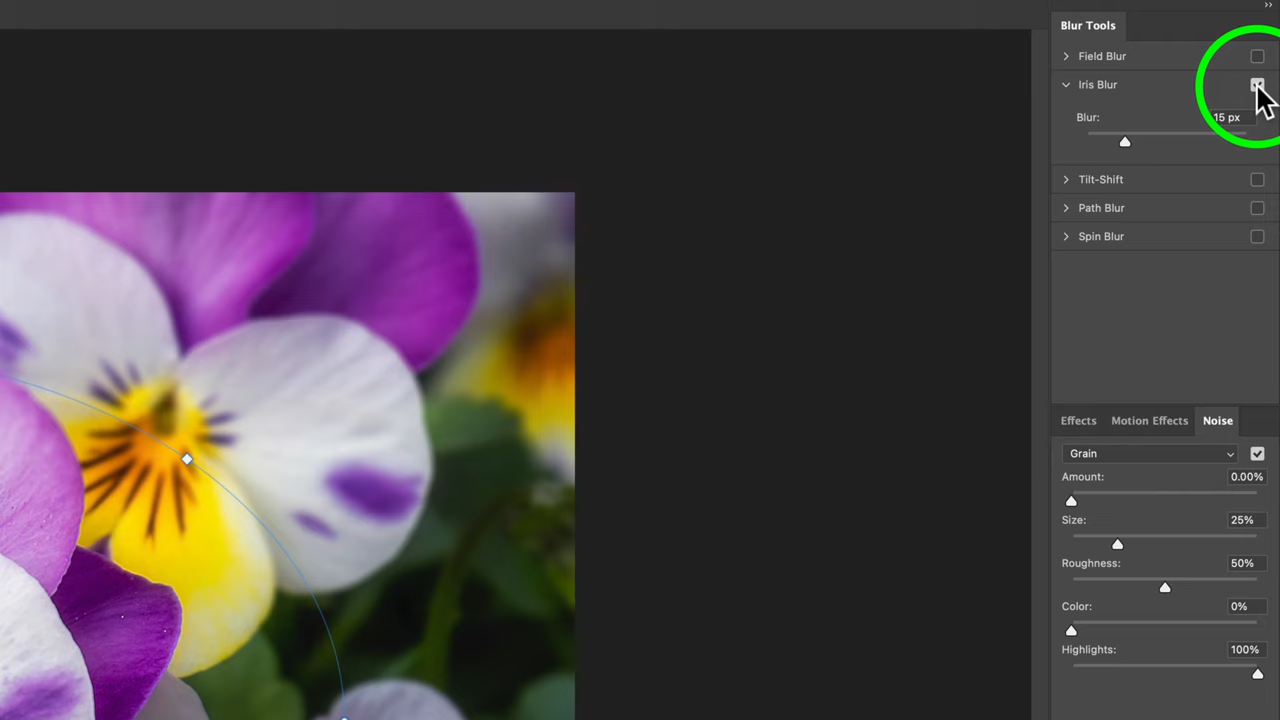 Blur Tools
Field Blur
Iris Blur
Blur: 15 px
Tilt-Shift
Path Blur
Spin Blur
Effects Motion Effects Noise
Grain
Amount: 0.00%
Size: 25%
Roughness: 50%
Color: 0%
Highlights: 100%